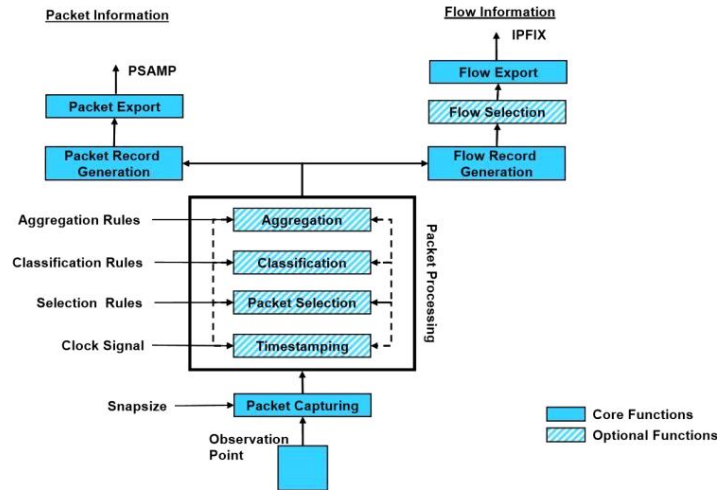 Packet Information
Flow Information
PSAMP
IPFIX
Packet Export
Flow Export
Flow Selection
Packet Record
Generation
Flow Record
Generation
Aggregation Rules
Aggregation
Classification Rules
Classification
Selection Rules
Packet Selection
Clock Signal
Timestamping
Packet Processing
Snapsize
Packet Capturing
Observation
Point
Core Functions
Optional Functions